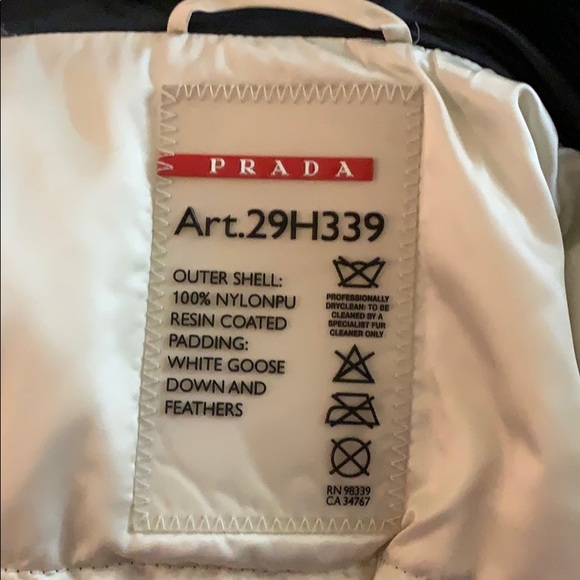 PRADA
Art.29H339
OUTER SHELL:
100% NYLONPU
RESIN COATED
PADDING:
WHITE GOOSE
DOWN AND
FEATHERS
PROFESSIONALLY
DRYCLEAN: TO BE
CLEANED BY A
SPECIALIST FUR
CLEANER ONLY
RN 98339
CA 34767